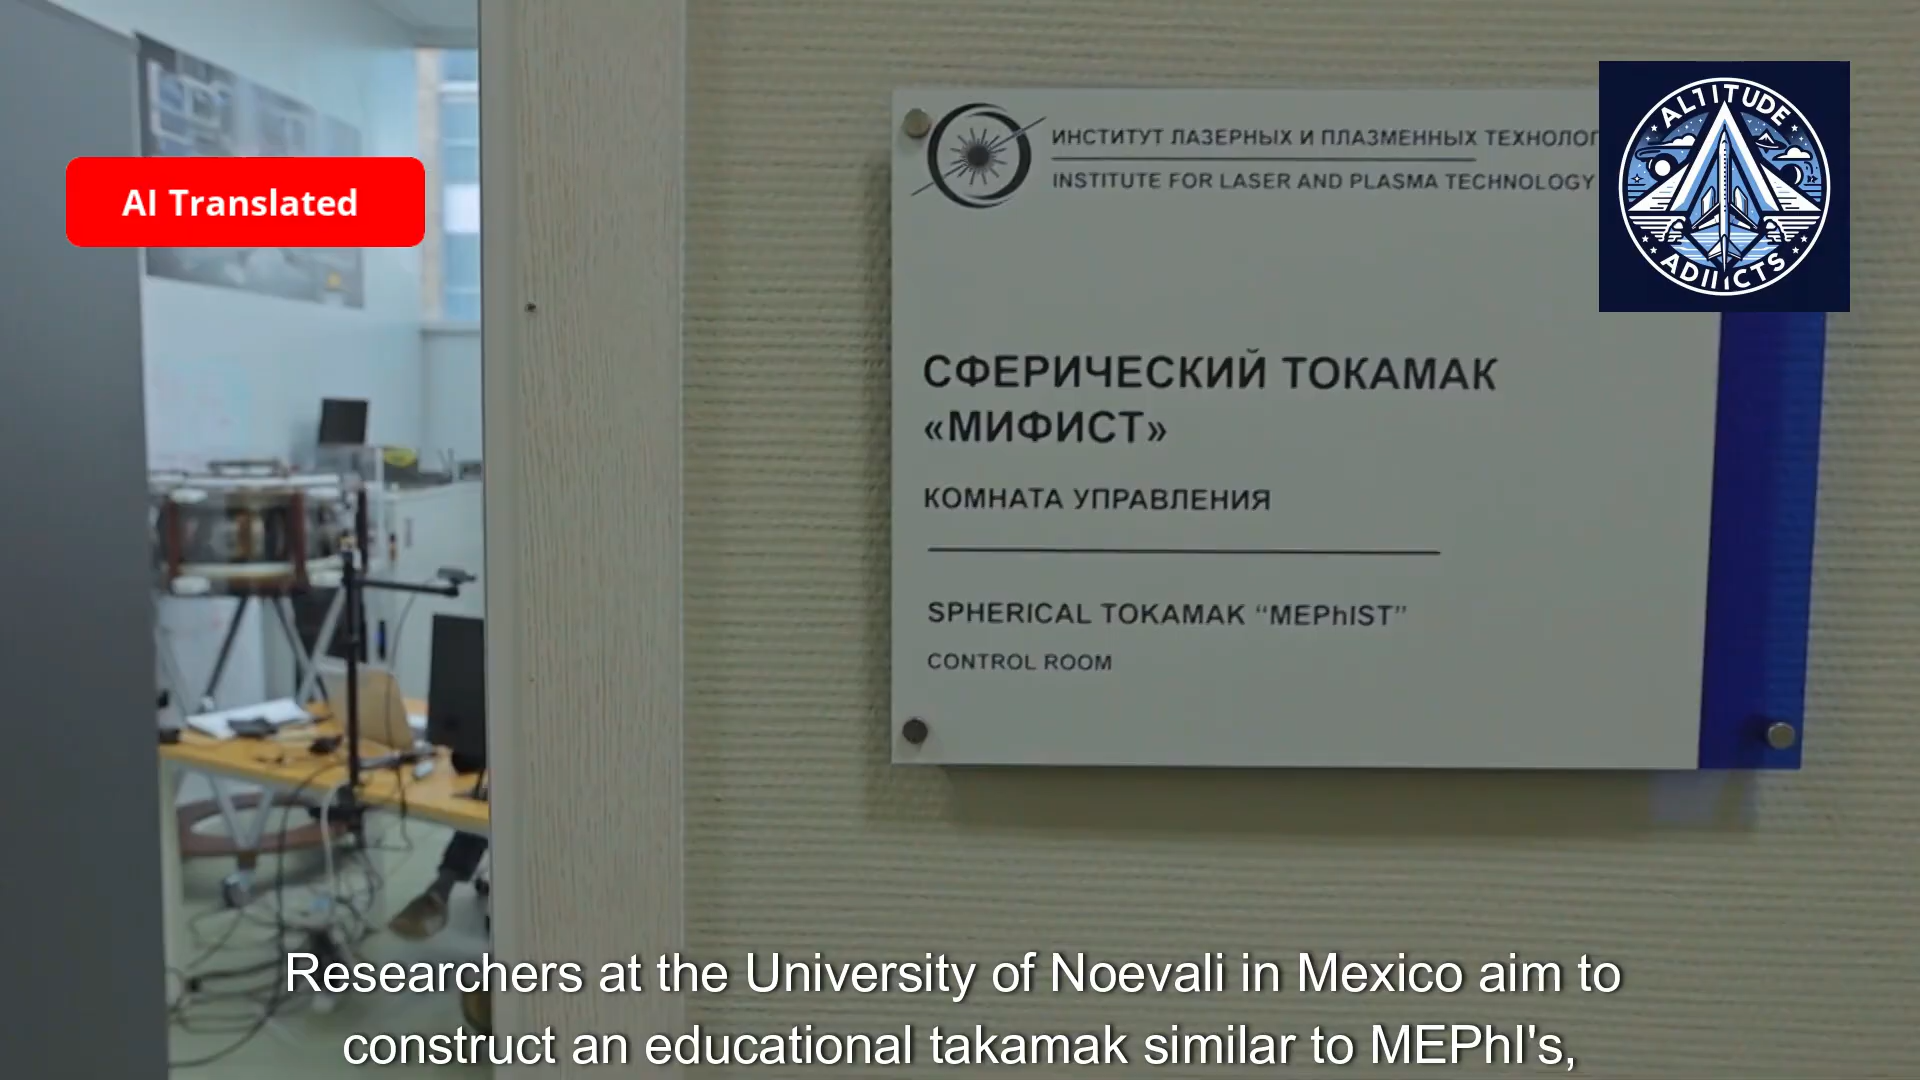 AI Translated
ИНСТИТУТ ЛАЗЕРНЫХ И ПЛАЗМЕННЫХ ТЕХНОЛОГ
INSTITUTE FOR LASER AND PLASMA TECHNOLOGY
ALTITUDE
ADIICTS
СФЕРИЧЕСКИЙ ТОКАМАК
«МИФИСТ»
КОМНАТА УПРАВЛЕНИЯ
SPHERICAL TOKAMAK “MEPhIST”
CONTROL ROOM
Researchers at the University of Noevali in Mexico aim to
construct an educational takamak similar to MEPhI's,